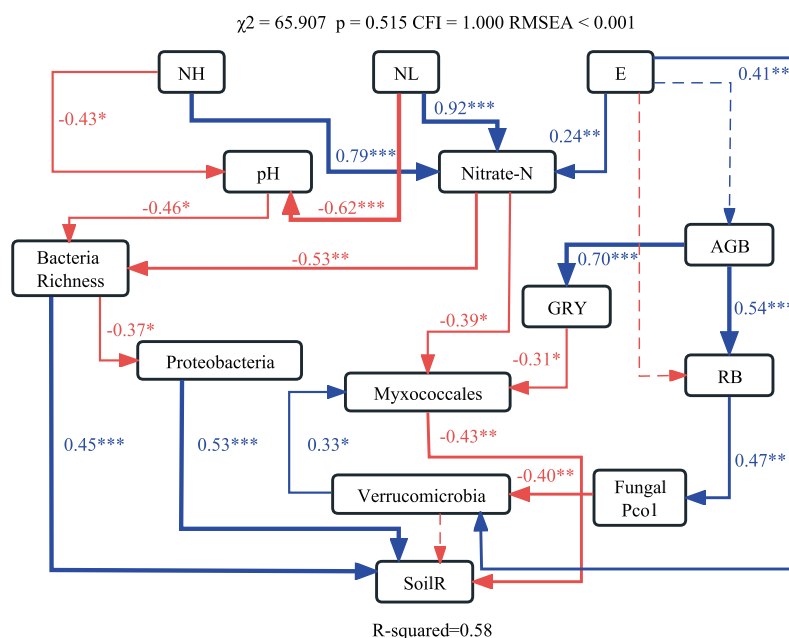 χ2 = 65.907 p = 0.515 CFI = 1.000 RMSEA < 0.001
NH
NL
E
0.41**
-0.43*
0.92***
0.24**
0.79***
pH
Nitrate-N
-0.46*
-0.62***
Bacteria
Richness
-0.53**
AGB
0.70***
GRY
0.54***
-0.37*
-0.39*
-0.31*
Proteobacteria
Myxococcales
RB
0.45***
0.53***
0.33*
-0.43**
0.47**
-0.40**
Verrucomicrobia
Fungal
Pco1
SoilR
R-squared=0.58